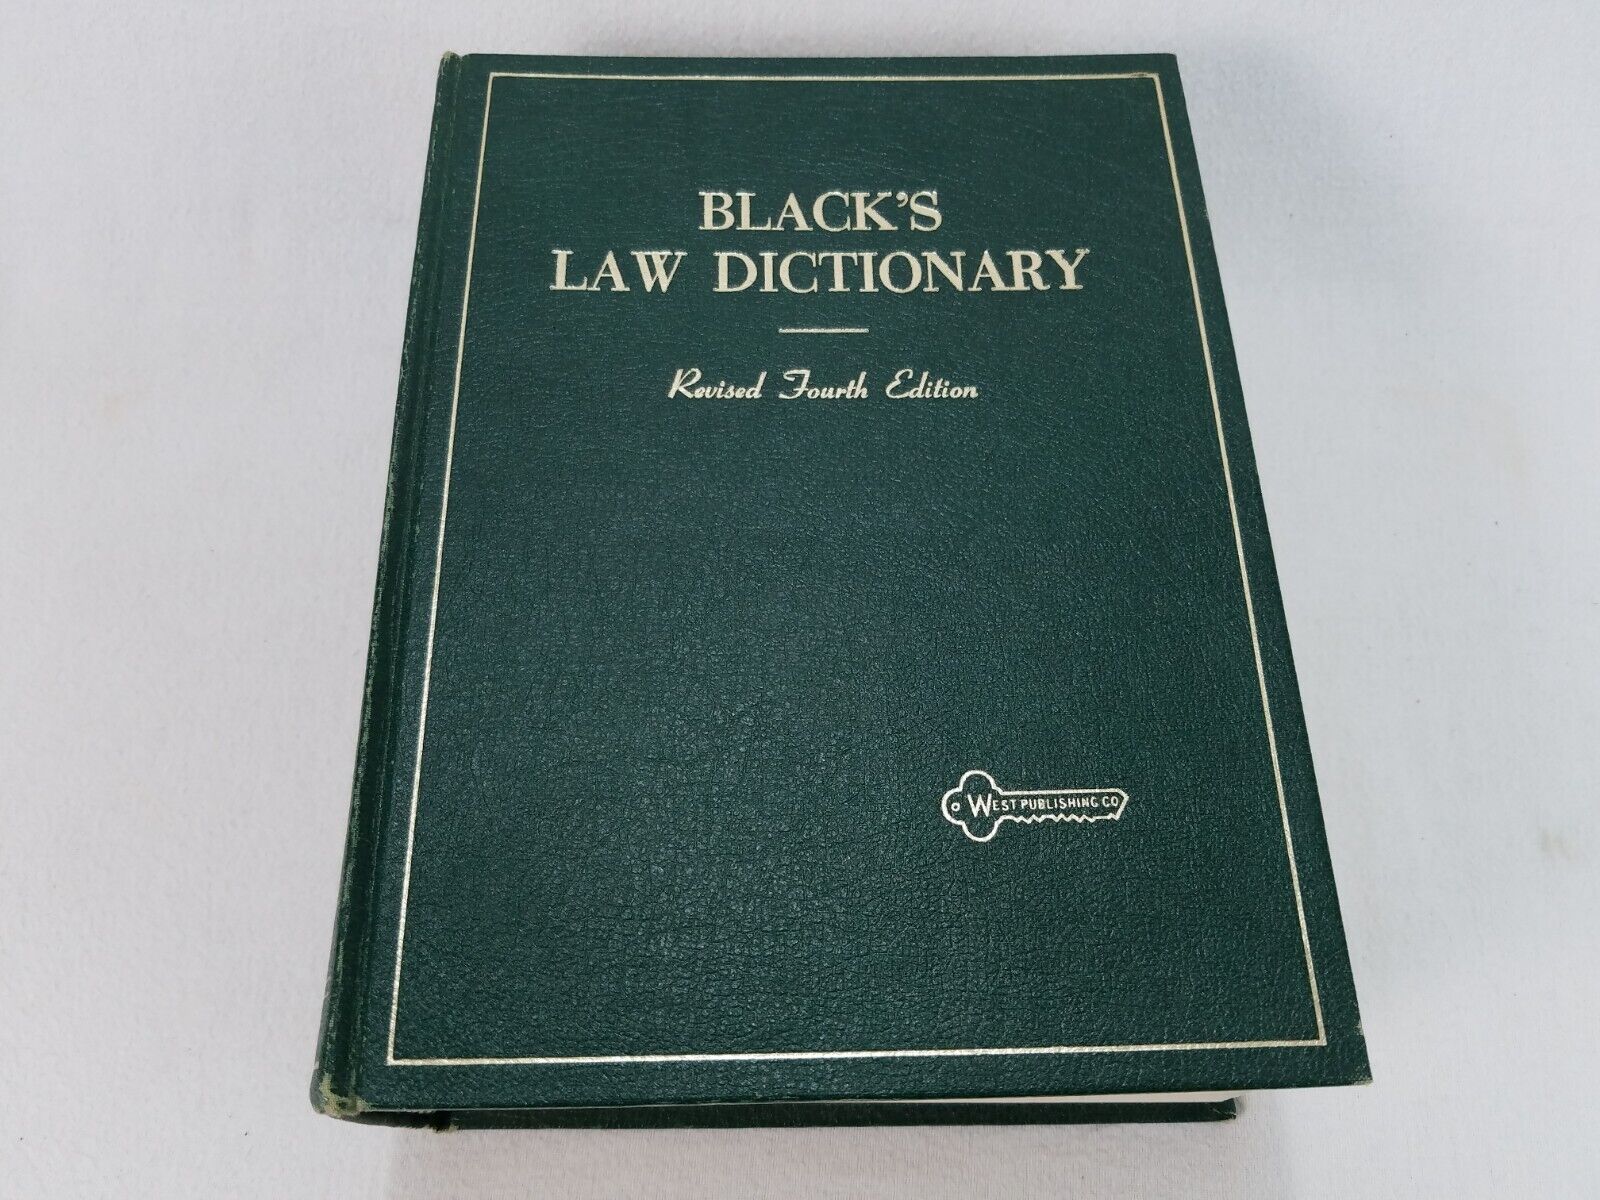 BLACK'S
LAW DICTIONARY
Revised Fourth Edition
WEST PUBLISHING CO